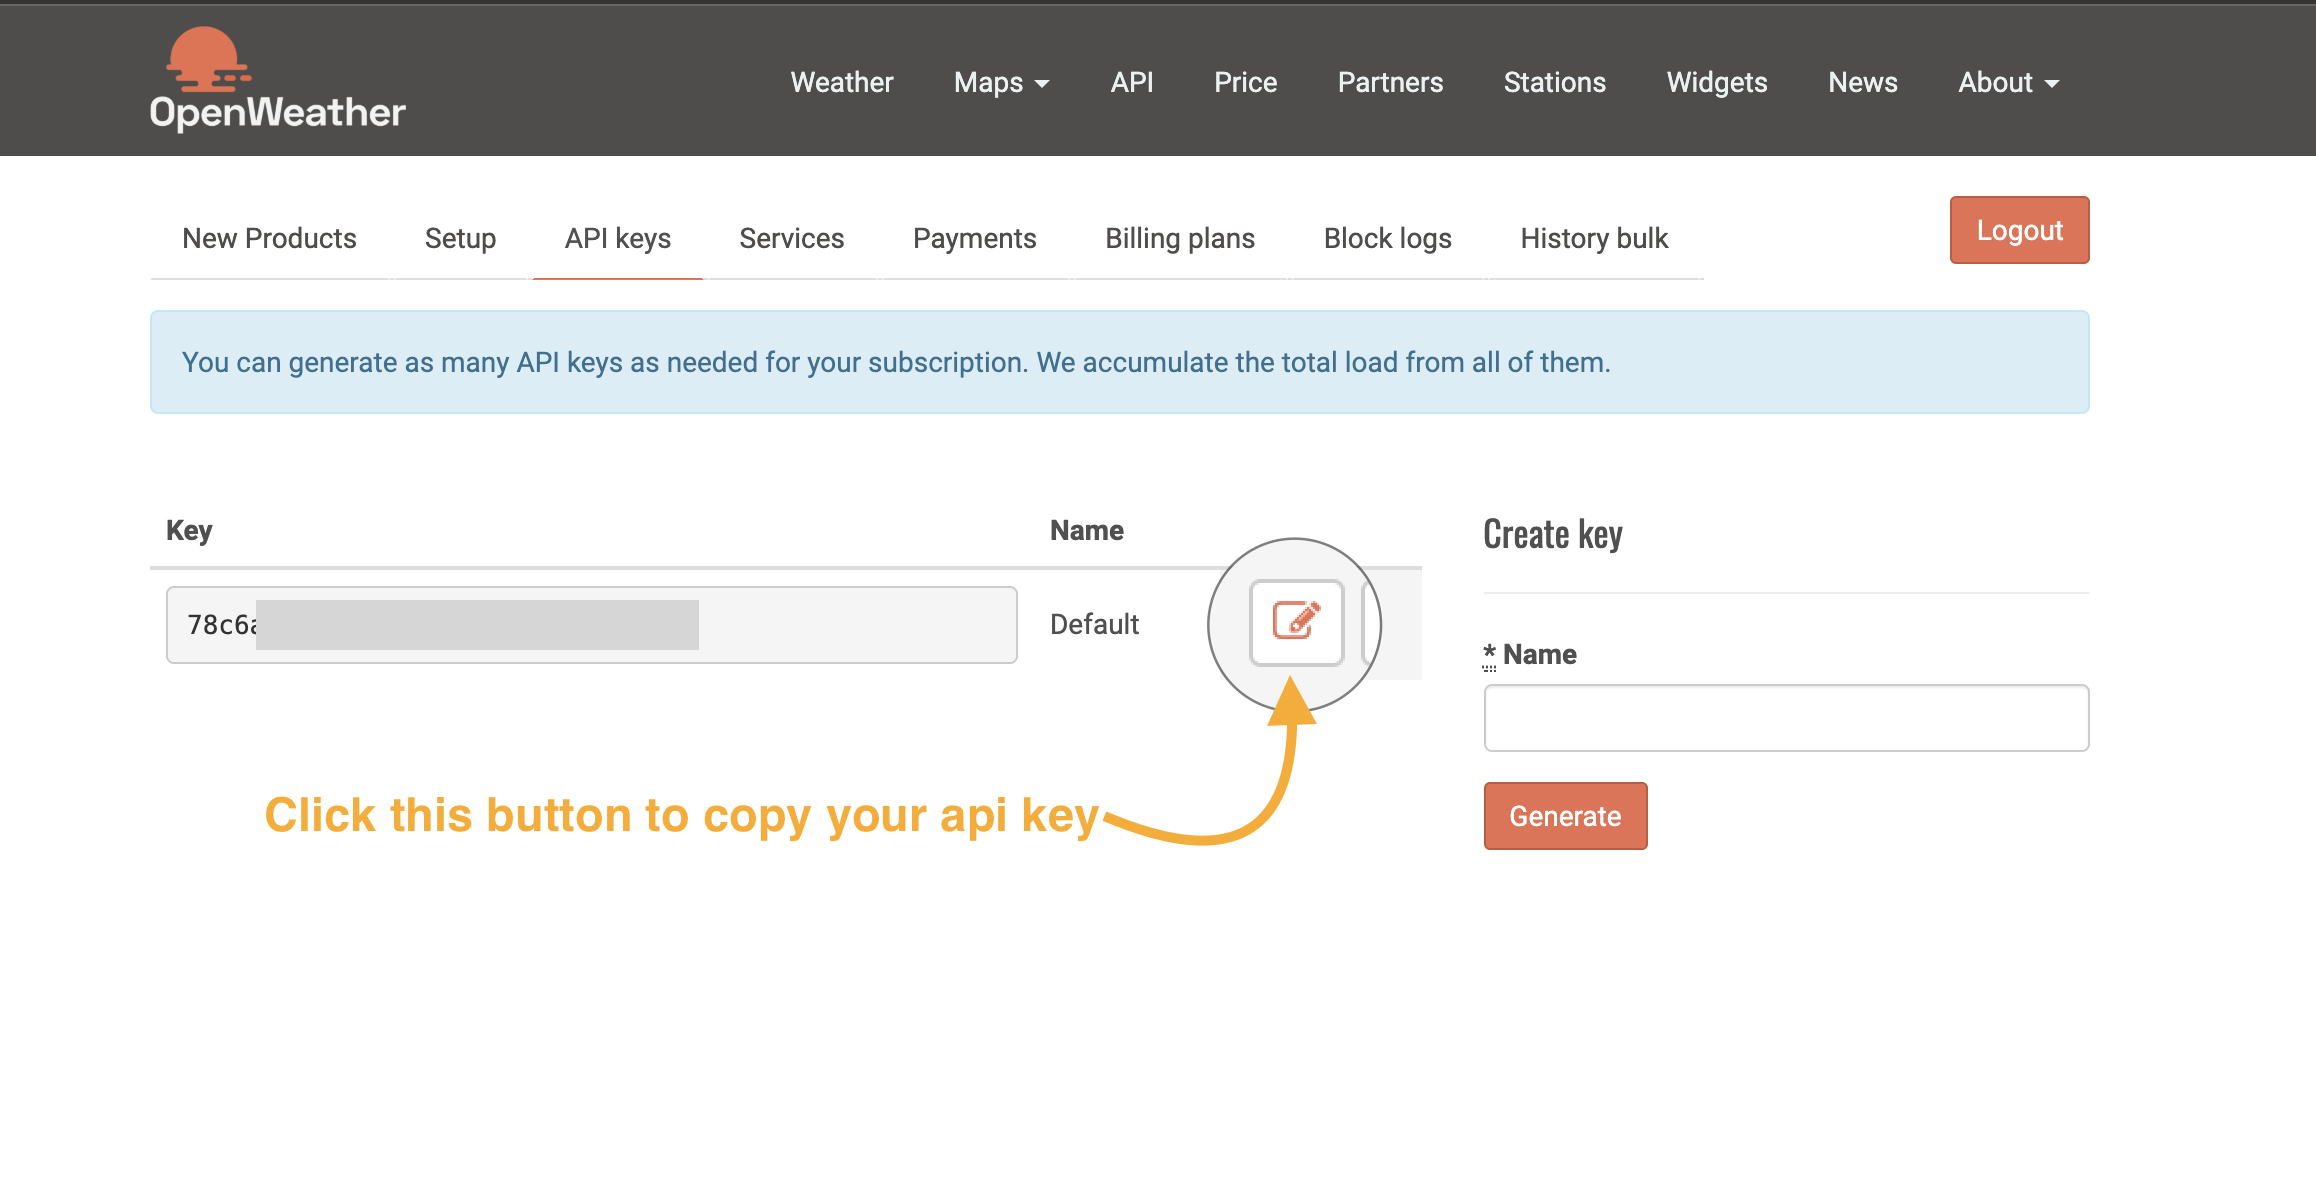 OpenWeather
Weather Maps API Price Partners Stations Widgets News About
New Products Setup API keys Services Payments Billing plans Block logs History bulk Logout
You can generate as many API keys as needed for your subscription. We accumulate the total load from all of them.
Key Name
78c6a Default
Click this button to copy your api key
Create key
* Name
Generate